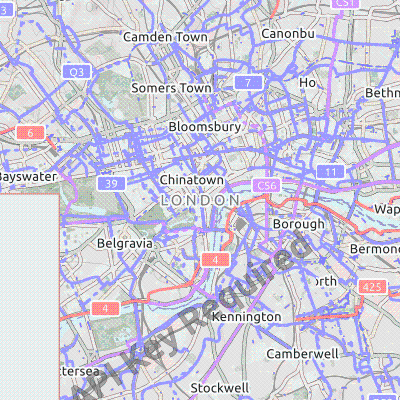 CS1
Camden Town
Canonbu
Q3
7
Ho
Somers Town
Bethn
6
Bloomsbury
11
Bayswater
39
Chinatown
CS6
LONDON
Wap
Borough
Belgravia
Bermon
4
orth
425
4
Kennington
API Key Required
Camberwell
ttersea
Stockwell